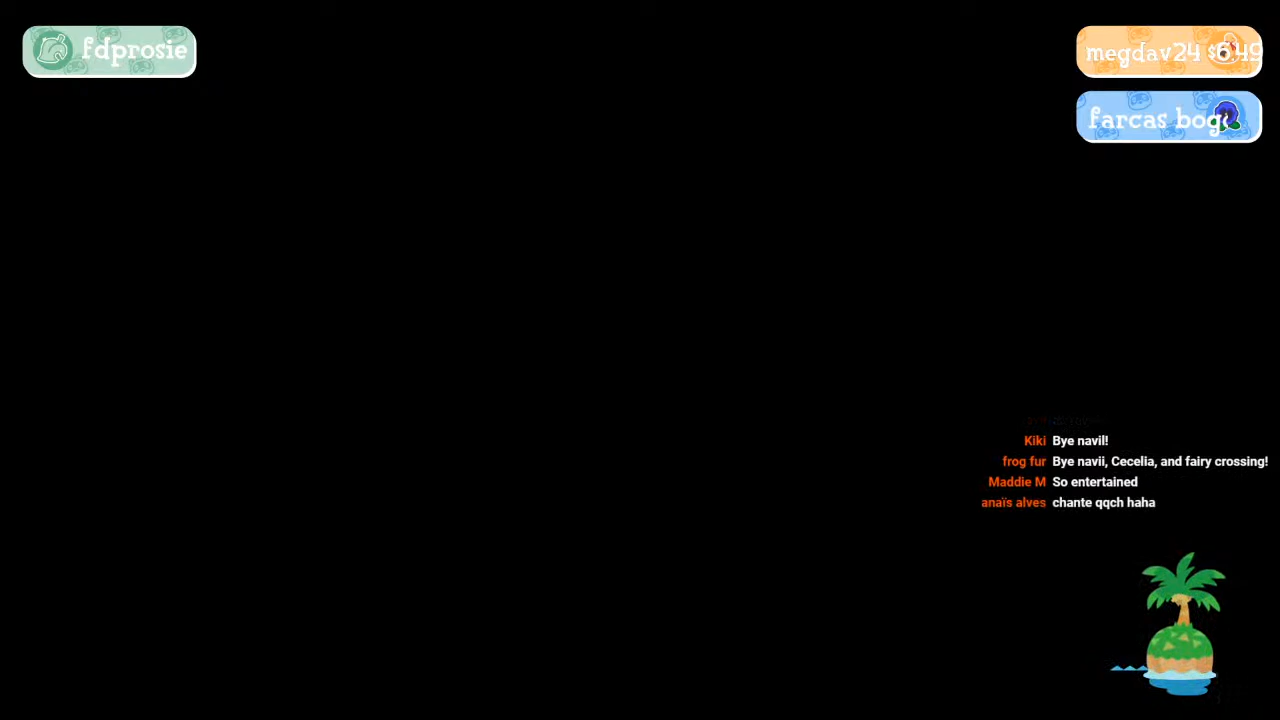 fdprosie
megdav24 $6.49
farcas bog
Kiki Bye navil!
frog fur Bye navii, Cecelia, and fairy crossing!
Maddie M So entertained
anaïs alves chante qqch haha